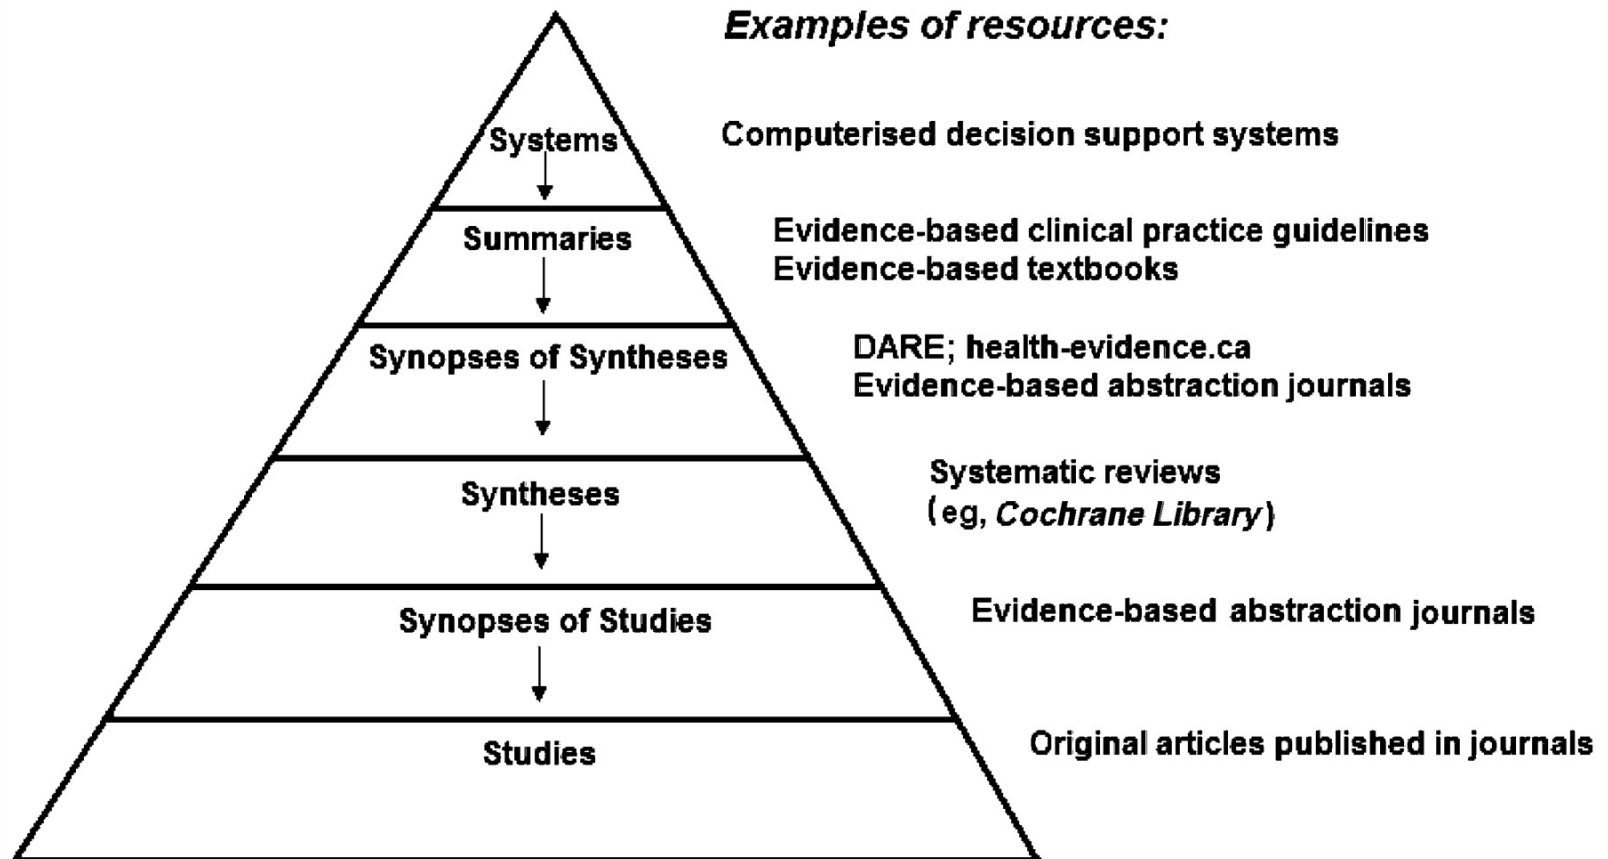 Examples of resources:
Systems
Computerised decision support systems
Summaries
Evidence-based clinical practice guidelines
Evidence-based textbooks
Synopses of Syntheses
DARE; health-evidence.ca
Evidence-based abstraction journals
Syntheses
Systematic reviews
(eg, Cochrane Library)
Synopses of Studies
Evidence-based abstraction journals
Studies
Original articles published in journals